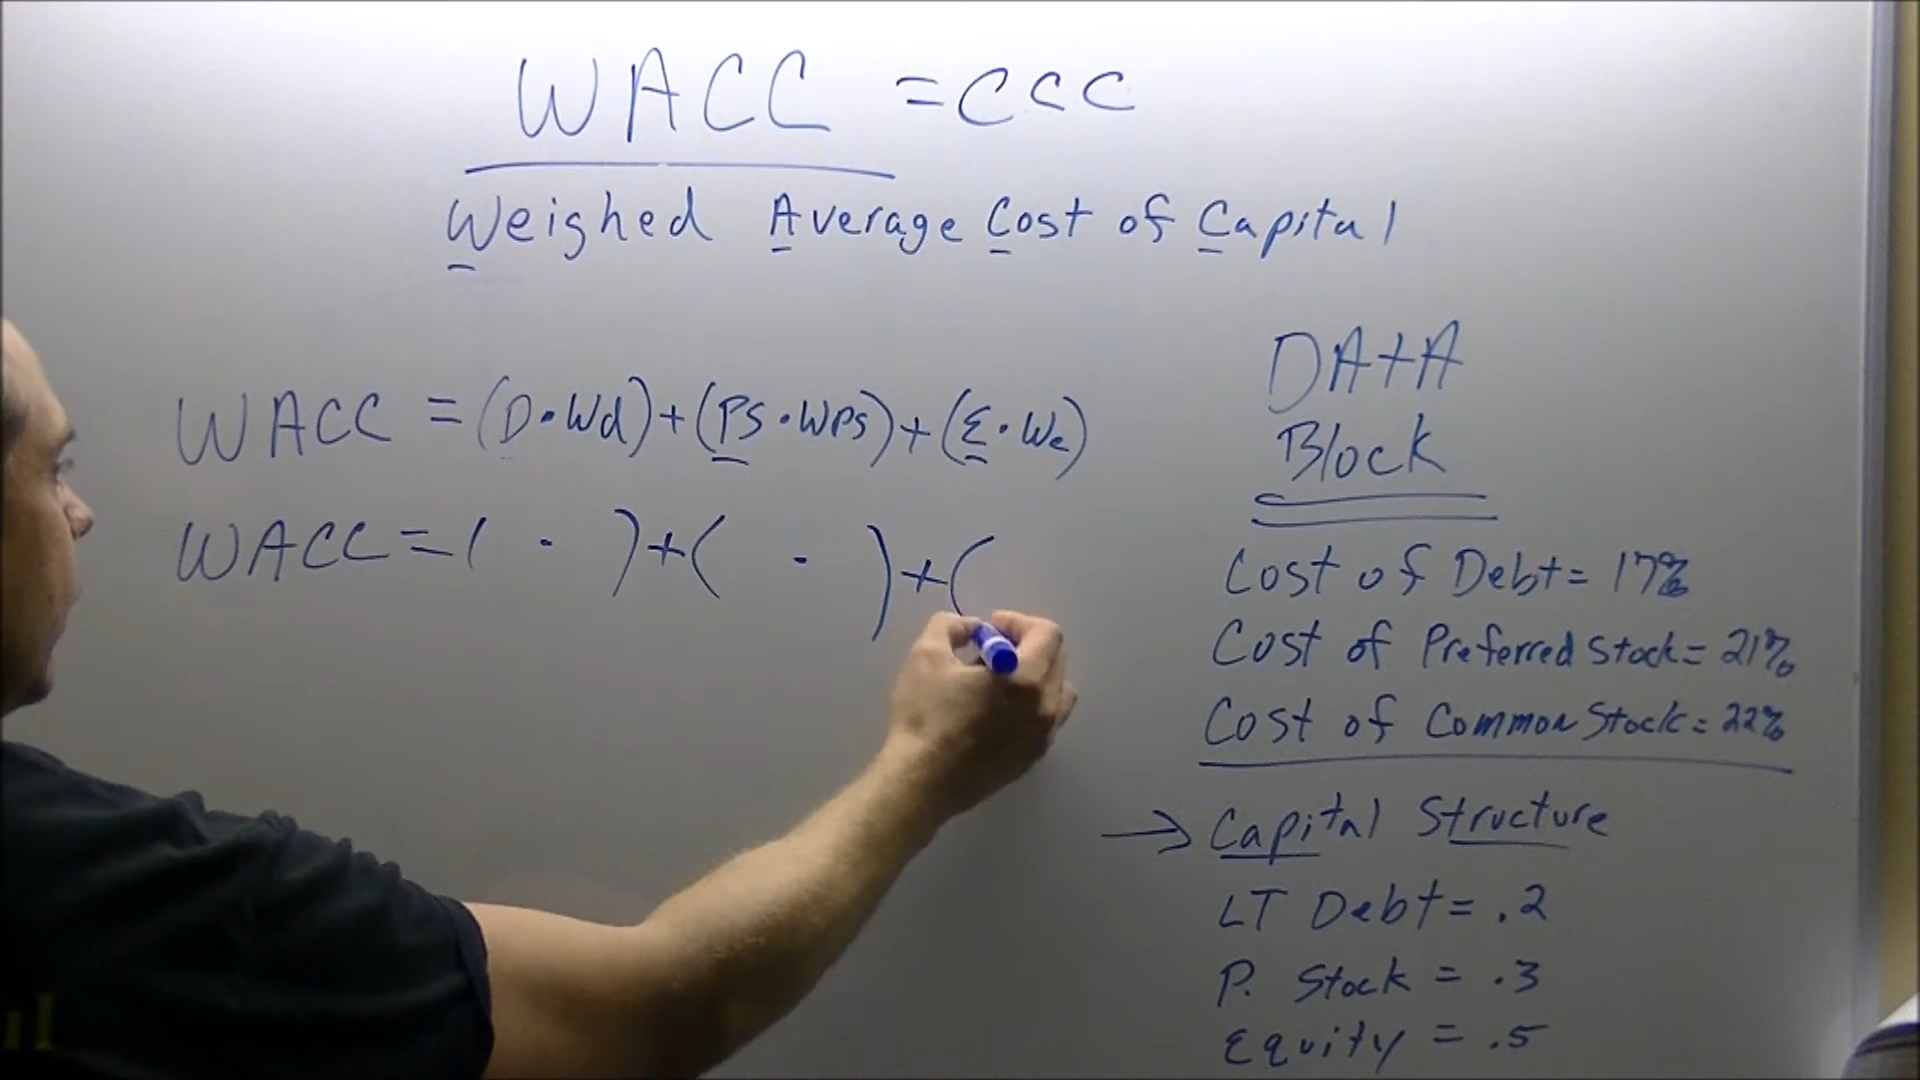 WACC = CCC
Weighed Average Cost of Capital
WACC = (D·Wd)+(PS·WPS)+(E·We)
WACC=( · )+( · )+(
DATA
Block
Cost of Debt= 17%
Cost of Preferred Stock= 21%
Cost of Common Stock= 22%
→ Capital Structure
LT Debt= .2
P. Stock = .3
Equity = .5